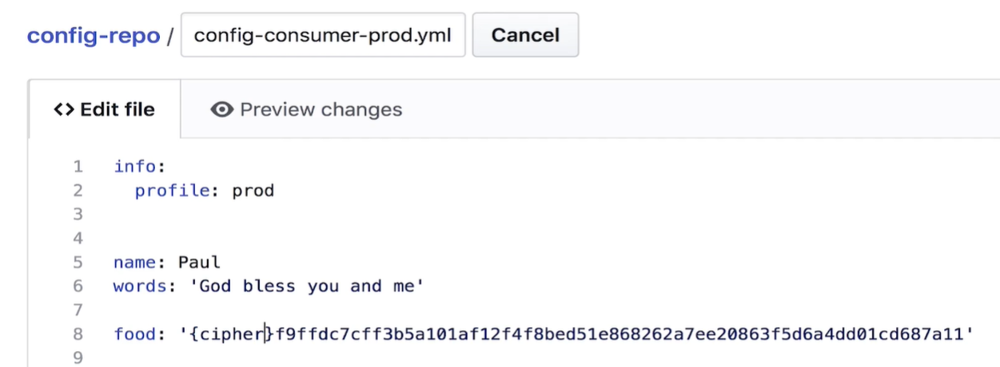 config-repo / config-consumer-prod.yml Cancel
<> Edit file Preview changes
1 info:
2 profile: prod
3
4
5 name: Paul
6 words: 'God bless you and me'
7
8 food: '{cipher}f9ffdc7cff3b5a101af12f4f8bed51e868262a7ee20863f5d6a4dd01cd687a11'
9